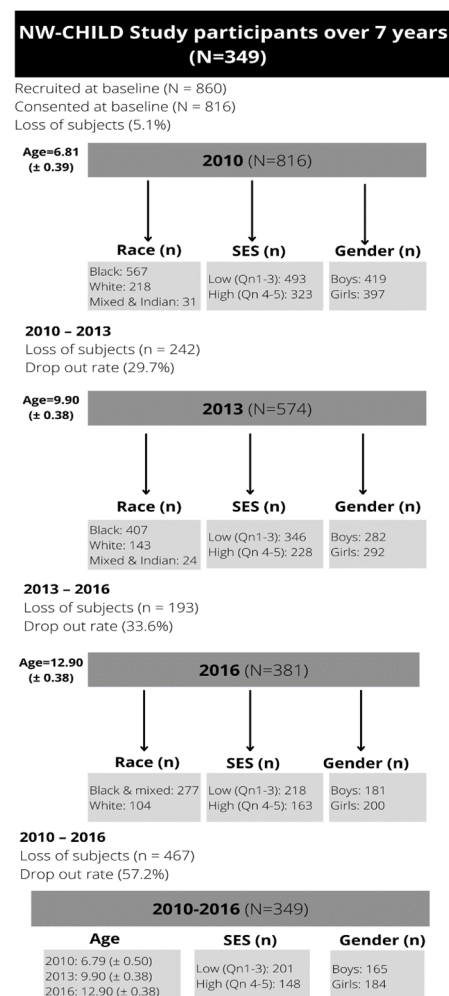 NW-CHILD Study participants over 7 years
(N=349)
Recruited at baseline (N = 860)
Consented at baseline (N = 816)
Loss of subjects (5.1%)
Age=6.81
(± 0.39)
2010 (N=816)
Race (n)
SES (n)
Gender (n)
Black: 567
White: 218
Mixed & Indian: 31
Low (Qn1-3): 493
High (Qn 4-5): 323
Boys: 419
Girls: 397
2010 – 2013
Loss of subjects (n = 242)
Drop out rate (29.7%)
Age=9.90
(± 0.38)
2013 (N=574)
Race (n)
SES (n)
Gender (n)
Black: 407
White: 143
Mixed & Indian: 24
Low (Qn1-3): 346
High (Qn 4-5): 228
Boys: 282
Girls: 292
2013 – 2016
Loss of subjects (n = 193)
Drop out rate (33.6%)
Age=12.90
(± 0.38)
2016 (N=381)
Race (n)
SES (n)
Gender (n)
Black & mixed: 277
White: 104
Low (Qn1-3): 218
High (Qn 4-5): 163
Boys: 181
Girls: 200
2010 – 2016
Loss of subjects (n = 467)
Drop out rate (57.2%)
2010-2016 (N=349)
Age
SES (n)
Gender (n)
2010: 6.79 (± 0.50)
2013: 9.90 (± 0.38)
2016: 12.90 (± 0.38)
Low (Qn1-3): 201
High (Qn 4-5): 148
Boys: 165
Girls: 184